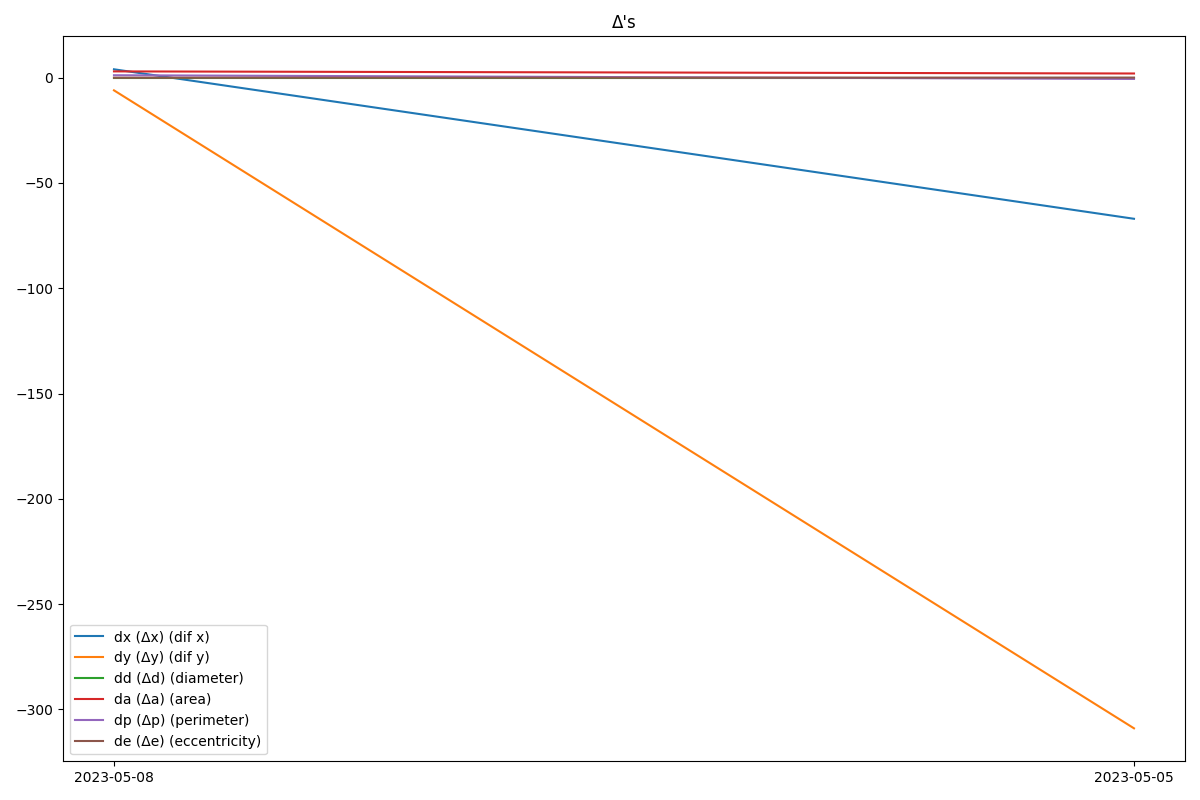 Δ's
0
−50
−100
−150
−200
−250
−300
dx (Δx) (dif x)
dy (Δy) (dif y)
dd (Δd) (diameter)
da (Δa) (area)
dp (Δp) (perimeter)
de (Δe) (eccentricity)
2023-05-08
2023-05-05